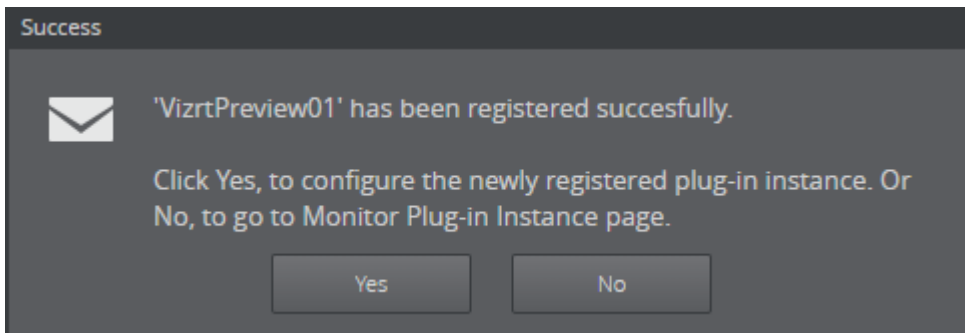 Success
'VizrtPreview01' has been registered succesfully.
Click Yes, to configure the newly registered plug-in instance. Or
No, to go to Monitor Plug-in Instance page.
Yes
No